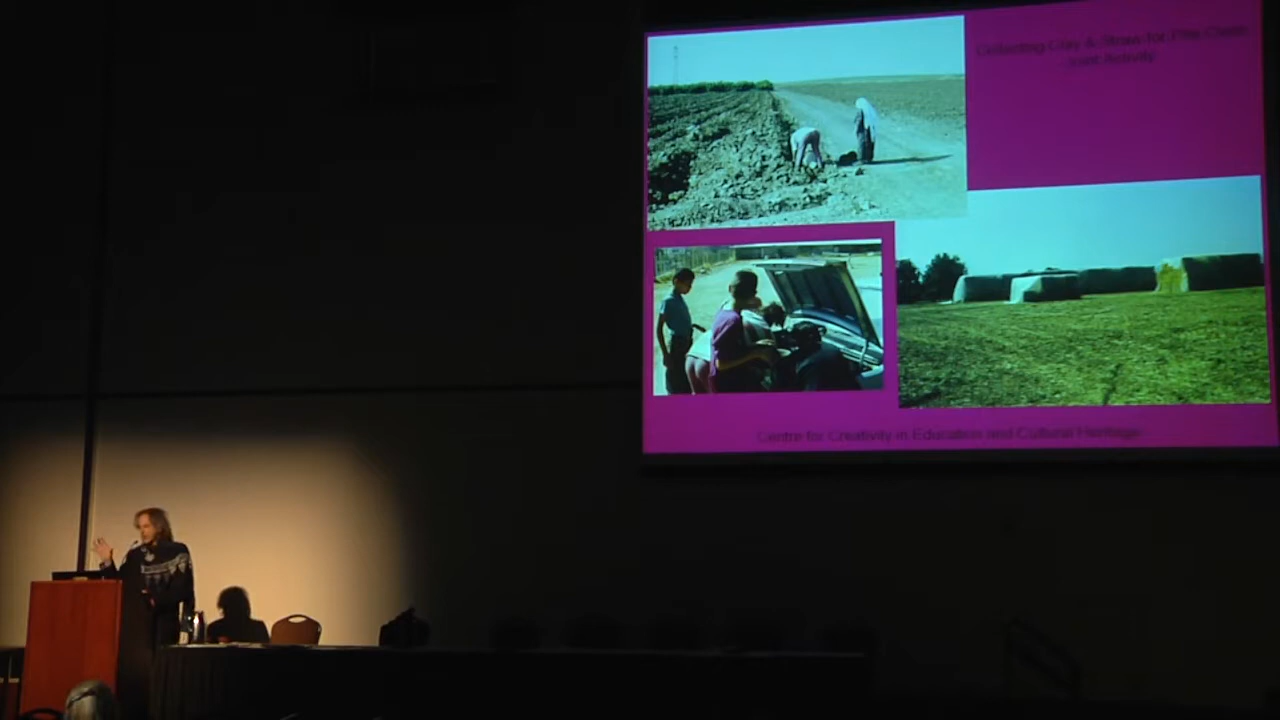 Collecting Clay & Straw for
Joint Activity
Centre for Creativity in Education and Cultural Heritage